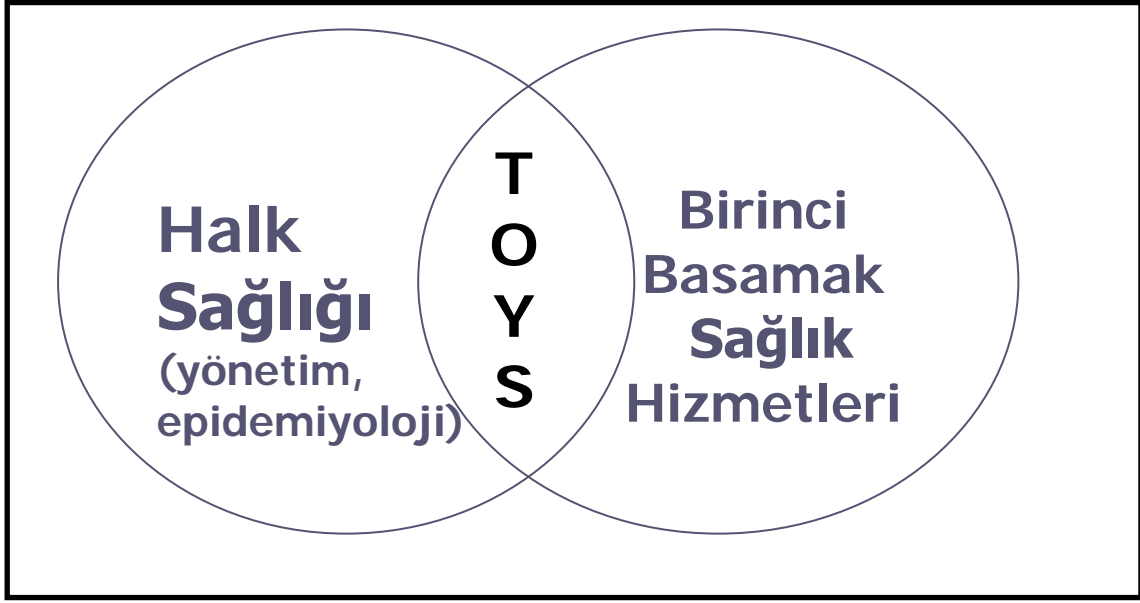 Halk
Sağlığı
(yönetim,
epidemiyoloji)
T
O
Y
S
Birinci
Basamak
Sağlık
Hizmetleri